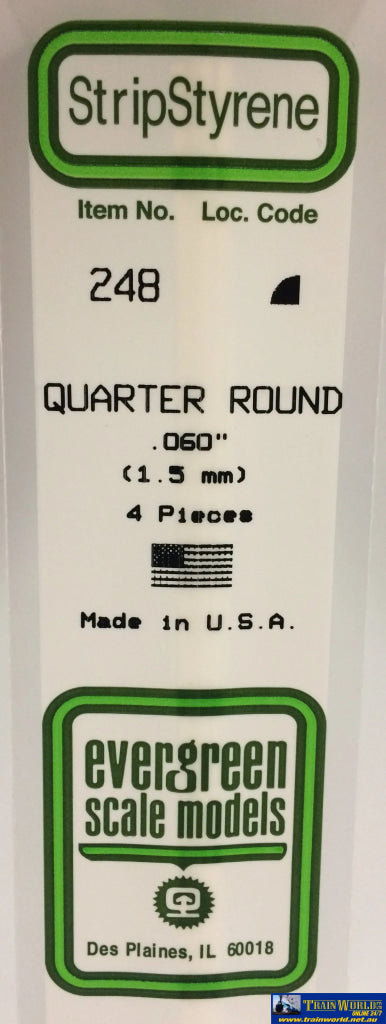 StripStyrene
Item No. Loc. Code
248
QUARTER ROUND
.060"
(1.5 mm)
4 Pieces
Made in U.S.A.
evergreen
scale models
Des Plaines, IL 60018
TRAIN WORLD
ONLINE 24/7
www.trainworld.net.au